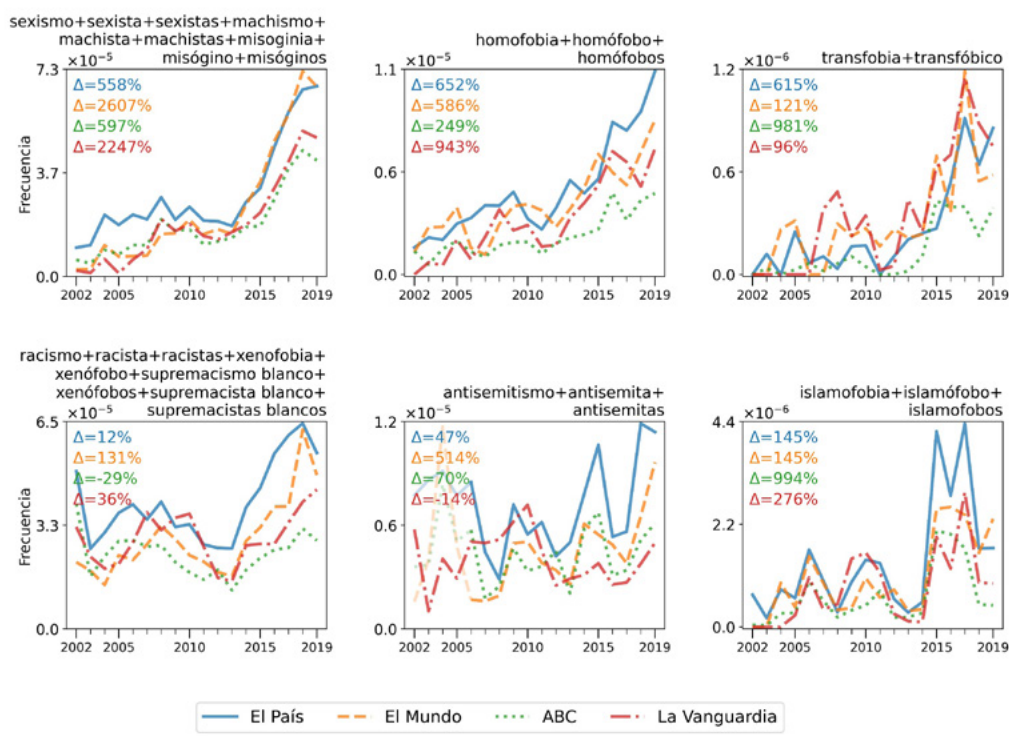 sexismo+sexista+sexistas+machismo+
machista+machistas+misoginia+
misógino+misóginos
×10⁻⁵
7.3
3.7
0.0
Frecuencia
Δ=558%
Δ=2607%
Δ=597%
Δ=2247%
2002 2005 2010 2015 2019
homofobia+homófobo+
homófobos
×10⁻⁵
1.1
0.6
0.0
Δ=652%
Δ=586%
Δ=249%
Δ=943%
2002 2005 2010 2015 2019
transfobia+transfóbico
×10⁻⁶
1.2
0.6
0.0
Δ=615%
Δ=121%
Δ=981%
Δ=96%
2002 2005 2010 2015 2019
racismo+racista+racistas+xenofobia+
xenófobo+supremacismo blanco+
xenófobos+supremacista blanco+
supremacistas blancos
×10⁻⁵
6.5
3.3
0.0
Frecuencia
Δ=12%
Δ=131%
Δ=-29%
Δ=36%
2002 2005 2010 2015 2019
antisemitismo+antisemita+
antisemitas
×10⁻⁵
1.2
0.6
0.0
Δ=47%
Δ=514%
Δ=70%
Δ=-14%
2002 2005 2010 2015 2019
islamofobia+islamófobo+
islamofobos
×10⁻⁶
4.4
2.2
0.0
Δ=145%
Δ=145%
Δ=994%
Δ=276%
2002 2005 2010 2015 2019
El País El Mundo ABC La Vanguardia